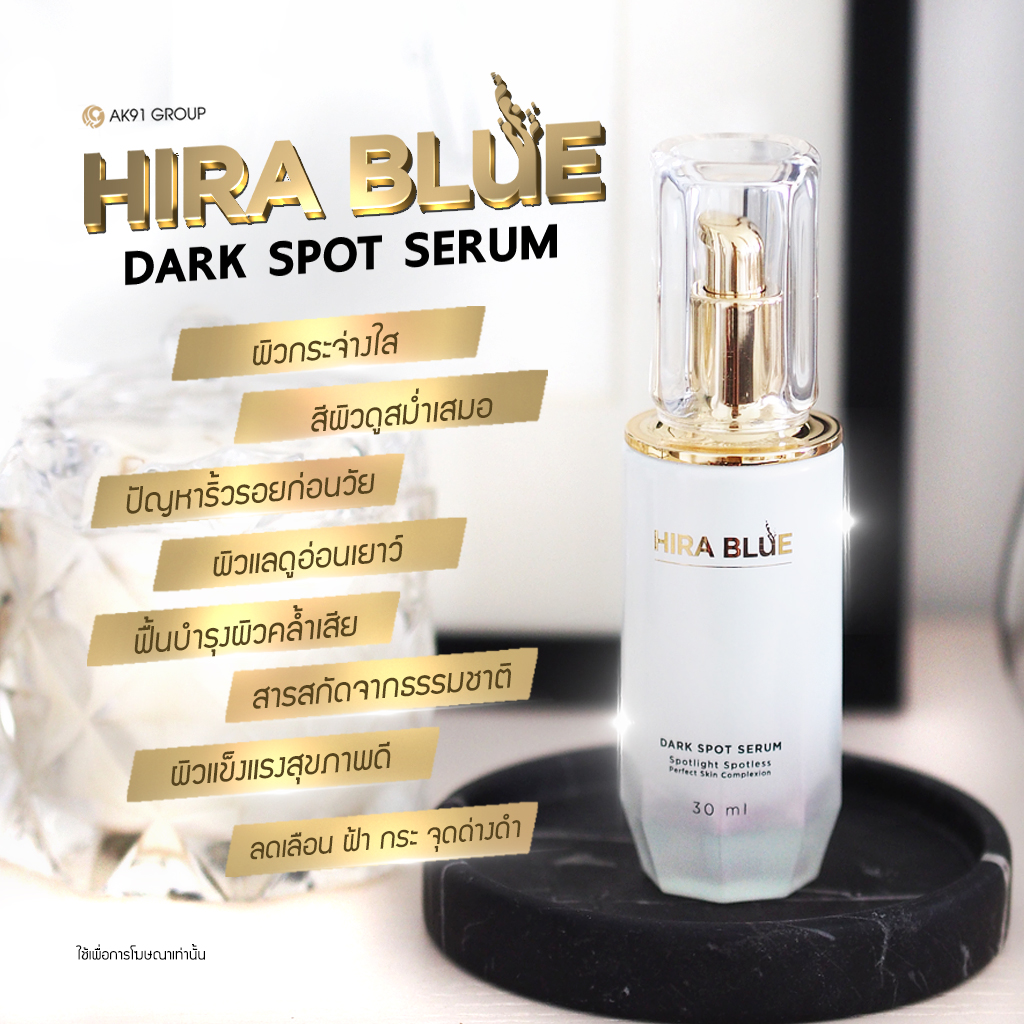 AK91 GROUP
HIRA BLUE
DARK SPOT SERUM
ผิวกระจ่างใส
สีผิวดูสม่ำเสมอ
ปัญหาริ้วรอยก่อนวัย
ผิวแลดูอ่อนเยาว์
ฟื้นบำรุงผิวคล้ำเสีย
สารสกัดจากธรรมชาติ
ผิวแข็งแรงสุขภาพดี
ลดเลือน ฝ้า กระ จุดด่างดำ
ใช้เพื่อการโฆษณาเท่านั้น
HIRA BLUE
DARK SPOT SERUM
Spotlight Spotless
Perfect Skin Complexion
30 ml